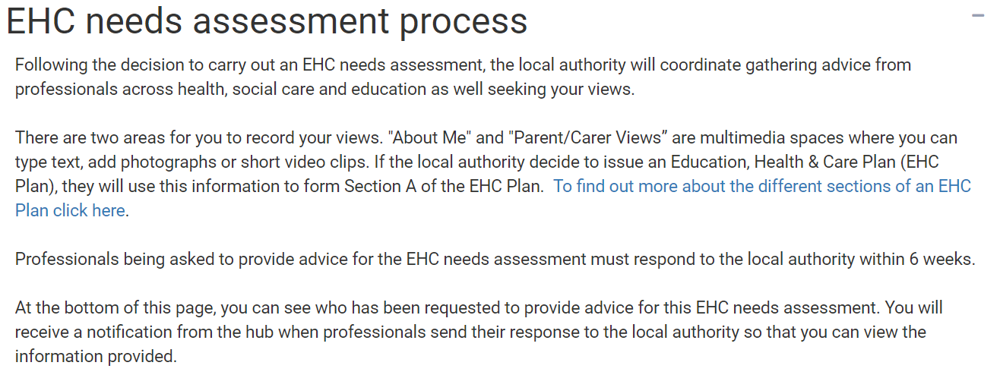 EHC needs assessment process
Following the decision to carry out an EHC needs assessment, the local authority will coordinate gathering advice from
professionals across health, social care and education as well seeking your views.
There are two areas for you to record your views. "About Me" and "Parent/Carer Views” are multimedia spaces where you can
type text, add photographs or short video clips. If the local authority decide to issue an Education, Health & Care Plan (EHC
Plan), they will use this information to form Section A of the EHC Plan.  To find out more about the different sections of an EHC
Plan click here.
Professionals being asked to provide advice for the EHC needs assessment must respond to the local authority within 6 weeks.
At the bottom of this page, you can see who has been requested to provide advice for this EHC needs assessment. You will
receive a notification from the hub when professionals send their response to the local authority so that you can view the
information provided.